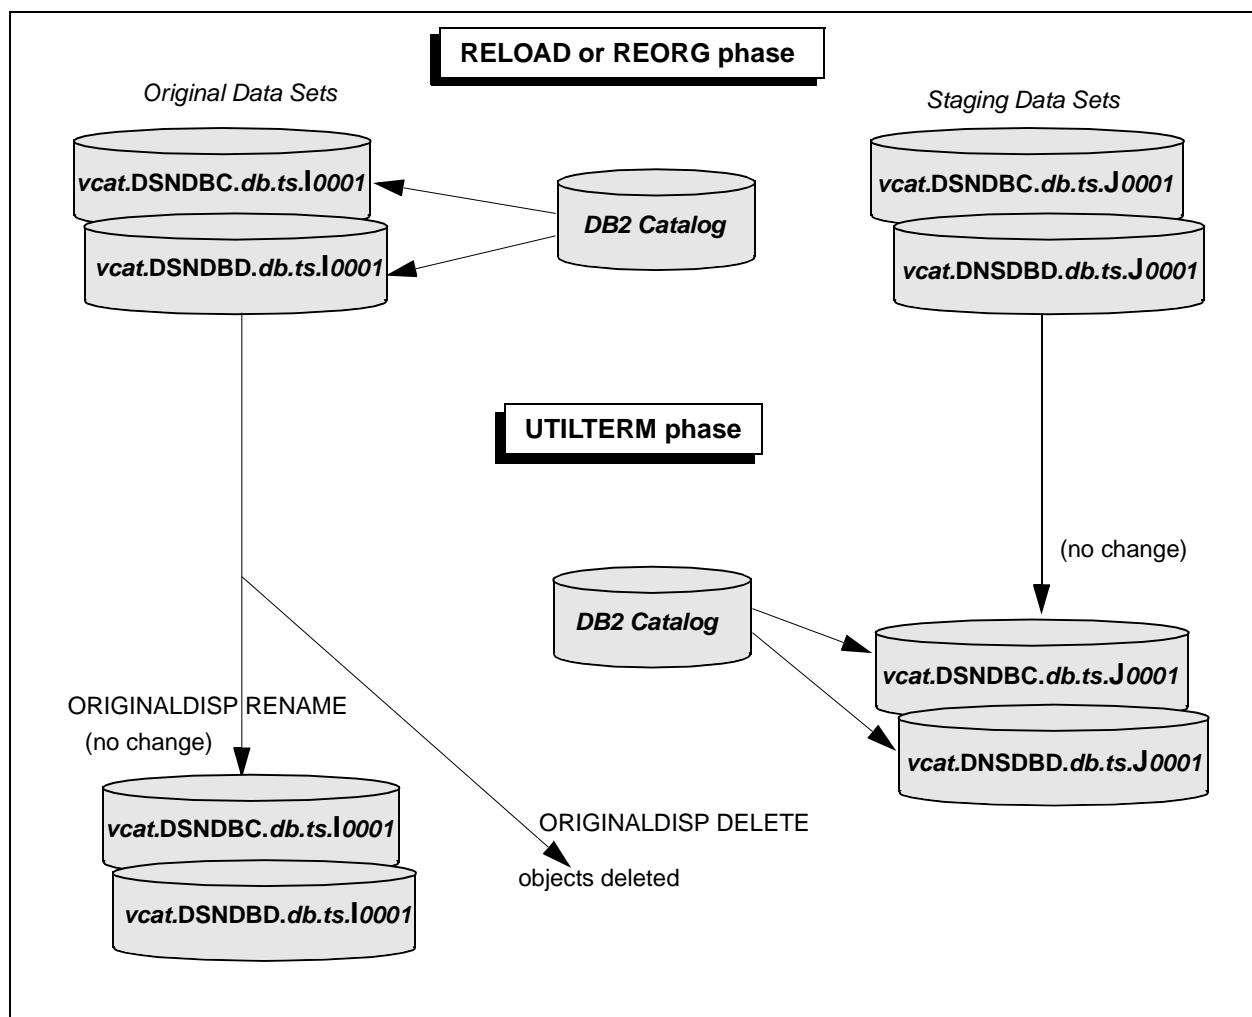 RELOAD or REORG phase
Original Data Sets
Staging Data Sets
vcat.DSNDBC.db.ts.I0001
vcat.DSNDBD.db.ts.I0001
DB2 Catalog
vcat.DSNDBC.db.ts.J0001
vcat.DNSDBD.db.ts.J0001
UTILTERM phase
(no change)
DB2 Catalog
vcat.DSNDBC.db.ts.J0001
vcat.DNSDBD.db.ts.J0001
ORIGINALDISP RENAME
(no change)
vcat.DSNDBC.db.ts.I0001
vcat.DSNDBD.db.ts.I0001
ORIGINALDISP DELETE
objects deleted